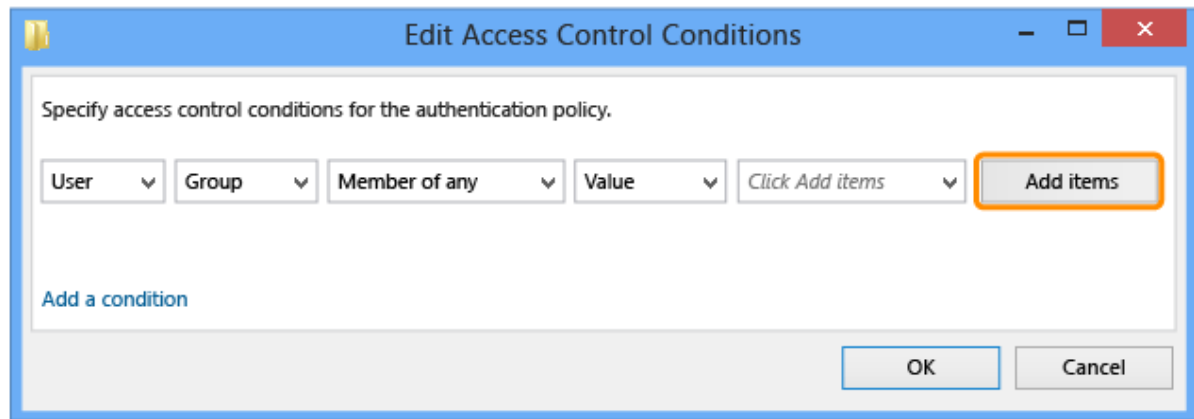 Edit Access Control Conditions
Specify access control conditions for the authentication policy.
User Group Member of any Value Click Add items Add items
Add a condition
OK Cancel